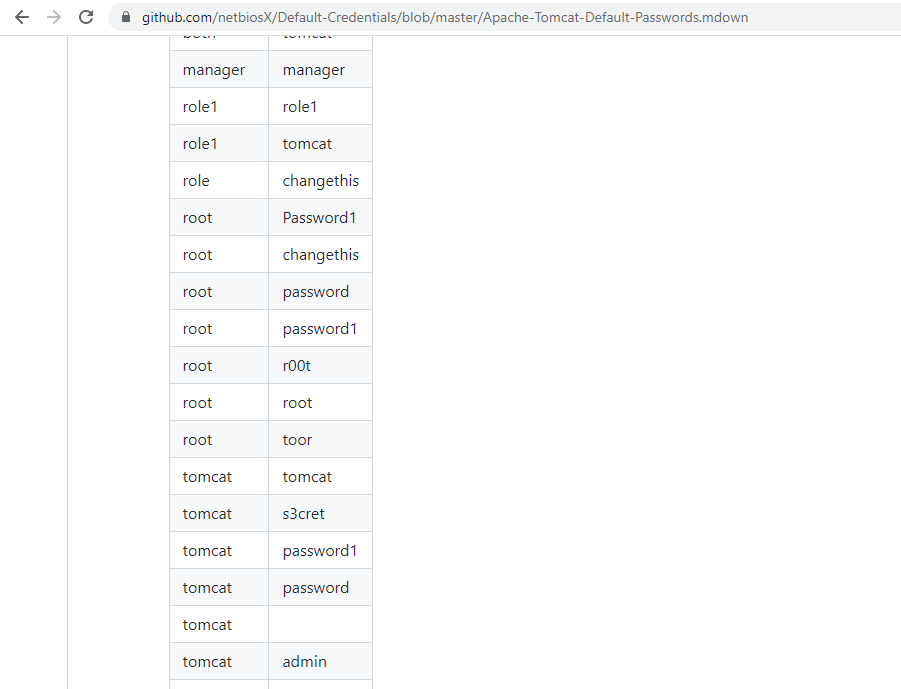 github.com/netbiosX/Default-Credentials/blob/master/Apache-Tomcat-Default-Passwords.mdown
both tomcat
manager manager
role1 role1
role1 tomcat
role changethis
root Password1
root changethis
root password
root password1
root r00t
root root
root toor
tomcat tomcat
tomcat s3cret
tomcat password1
tomcat password
tomcat
tomcat admin